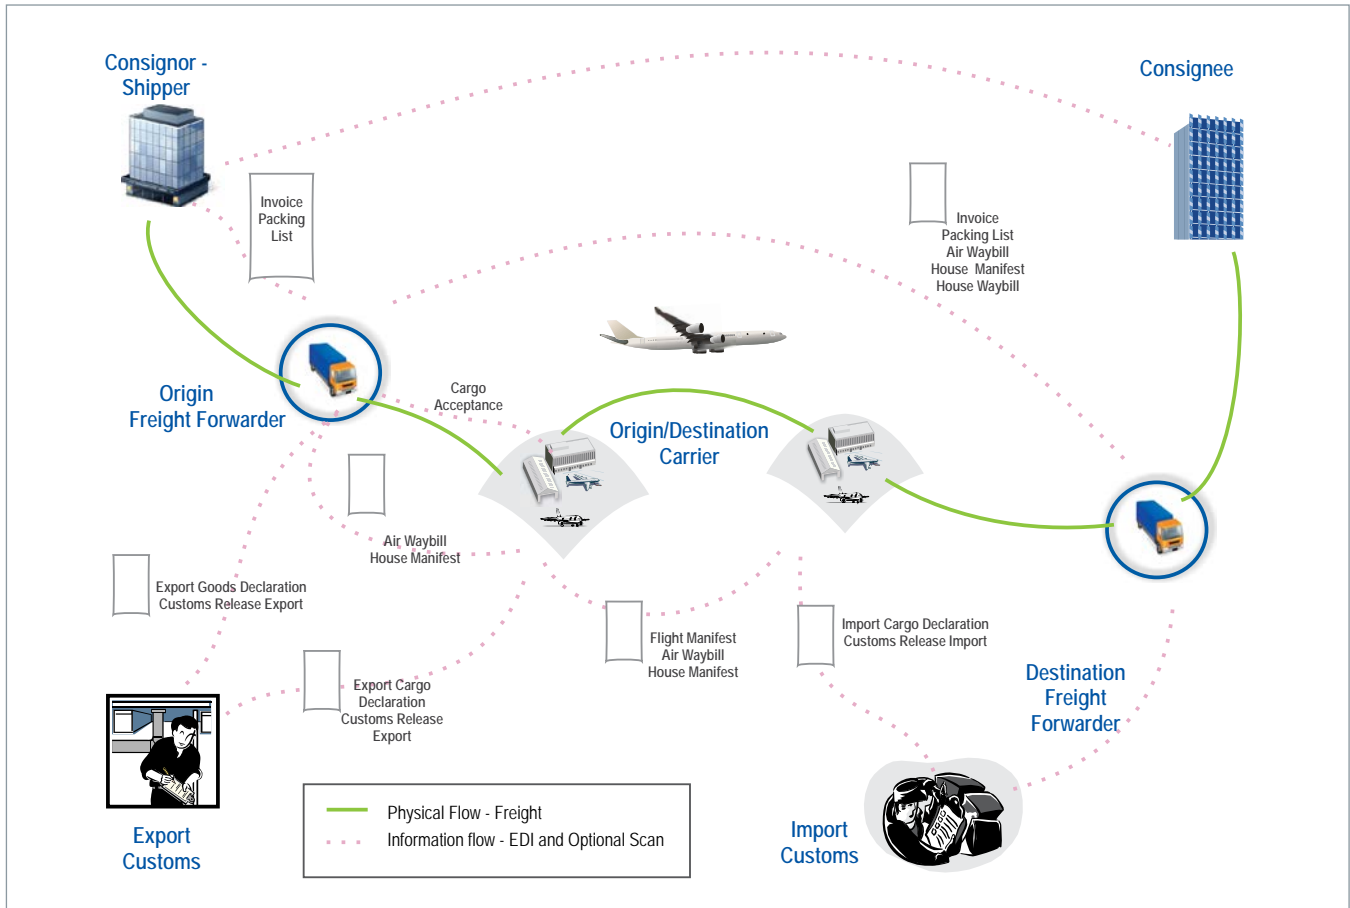 Consignor -
Shipper
Consignee
Invoice
Packing
List
Invoice
Packing List
Air Waybill
House Manifest
House Waybill
Origin
Freight Forwarder
Cargo
Acceptance
Origin/Destination
Carrier
Air Waybill
House Manifest
Export Goods Declaration
Customs Release Export
Flight Manifest
Air Waybill
House Manifest
Import Cargo Declaration
Customs Release Import
Export Cargo
Declaration
Customs Release
Export
Destination
Freight
Forwarder
Physical Flow - Freight
Information flow - EDI and Optional Scan
Export
Customs
Import
Customs